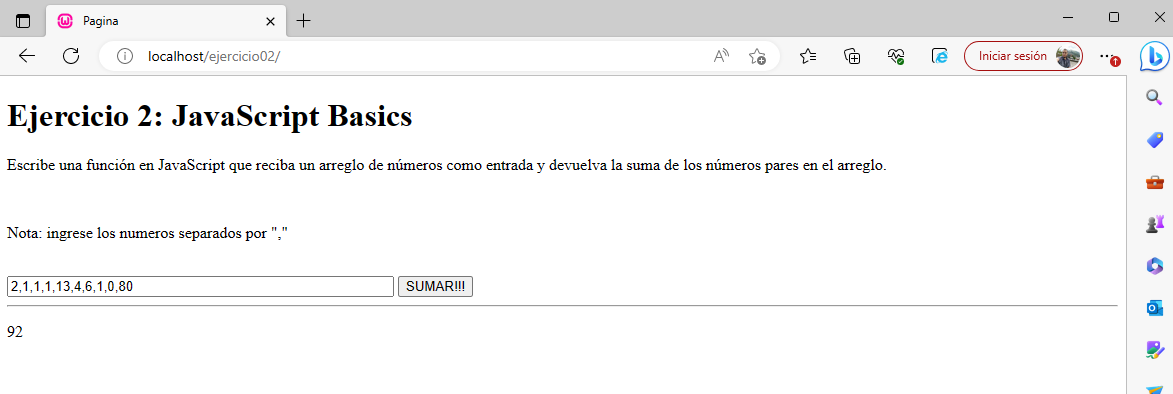 Pagina
localhost/ejercicio02/
Iniciar sesión
Ejercicio 2: JavaScript Basics
Escribe una función en JavaScript que reciba un arreglo de números como entrada y devuelva la suma de los números pares en el arreglo.
Nota: ingrese los numeros separados por ","
2,1,1,1,13,4,6,1,0,80 SUMAR!!!
92